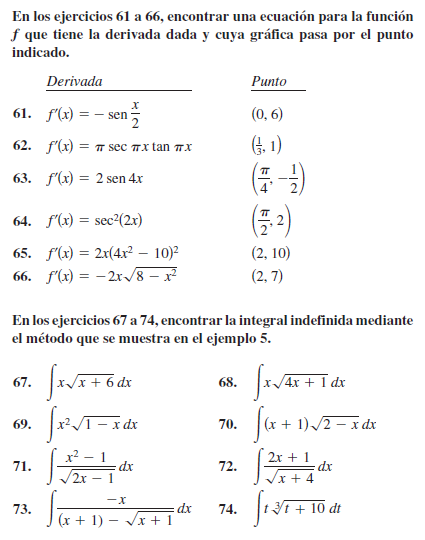 En los ejercicios 61 a 66, encontrar una ecuación para la función
f que tiene la derivada dada y cuya gráfica pasa por el punto
indicado.
Derivada Punto
61. f′(x) = − sen x/2 (0, 6)
62. f′(x) = π sec πx tan πx (1/3, 1)
63. f′(x) = 2 sen 4x (π/4, −1/2)
64. f′(x) = sec²(2x) (π/2, 2)
65. f′(x) = 2x(4x² − 10)² (2, 10)
66. f′(x) = −2x√(8 − x²) (2, 7)
En los ejercicios 67 a 74, encontrar la integral indefinida mediante
el método que se muestra en el ejemplo 5.
67. ∫ x√(x + 6) dx 68. ∫ x√(4x + 1) dx
69. ∫ x²√(1 − x) dx 70. ∫ (x + 1)√(2 − x) dx
71. ∫ (x² − 1)/√(2x − 1) dx 72. ∫ (2x + 1)/√(x + 4) dx
73. ∫ −x/((x + 1) − √(x + 1)) dx 74. ∫ t ∛(t + 10) dt